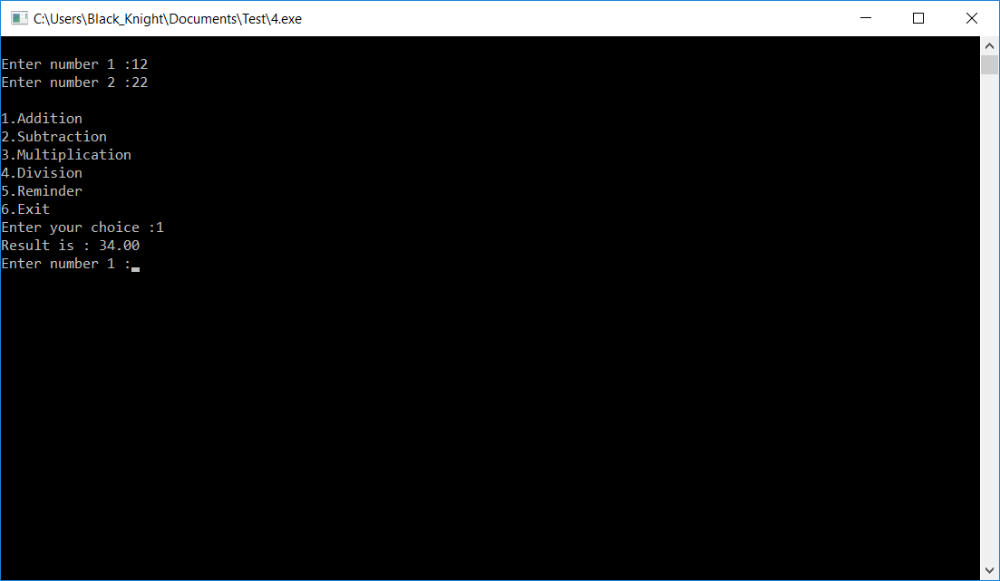 C:\Users\Black_Knight\Documents\Test\4.exe
Enter number 1 :12
Enter number 2 :22
1.Addition
2.Subtraction
3.Multiplication
4.Division
5.Reminder
6.Exit
Enter your choice :1
Result is : 34.00
Enter number 1 :